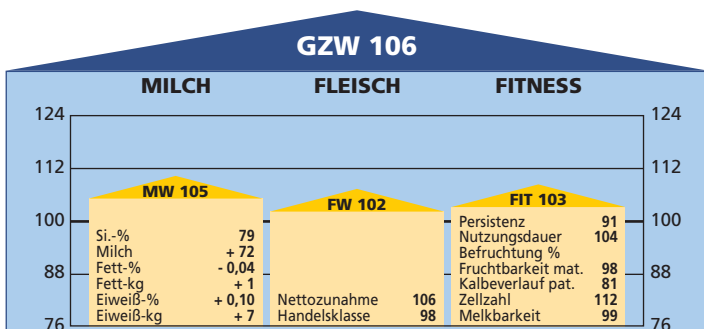 GZW 106
MILCH FLEISCH FITNESS
124 124
112 112
100 100
88 88
76 76
MW 105
Si.-% 79
Milch + 72
Fett-% - 0,04
Fett-kg + 1
Eiweiß-% + 0,10
Eiweiß-kg + 7
FW 102
Nettozunahme 106
Handelsklasse 98
FIT 103
Persistenz 91
Nutzungsdauer 104
Befruchtung %
Fruchtbarkeit mat. 98
Kalbeverlauf pat. 81
Zellzahl 112
Melkbarkeit 99